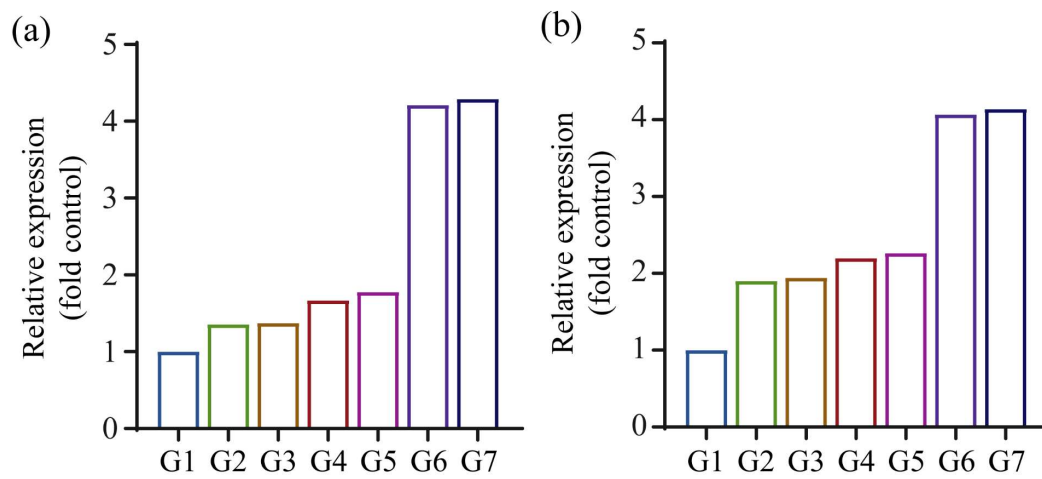 (a)
Relative expression
(fold control)
5
4
3
2
1
0
G1 G2 G3 G4 G5 G6 G7
(b)
Relative expression
(fold control)
5
4
3
2
1
0
G1 G2 G3 G4 G5 G6 G7